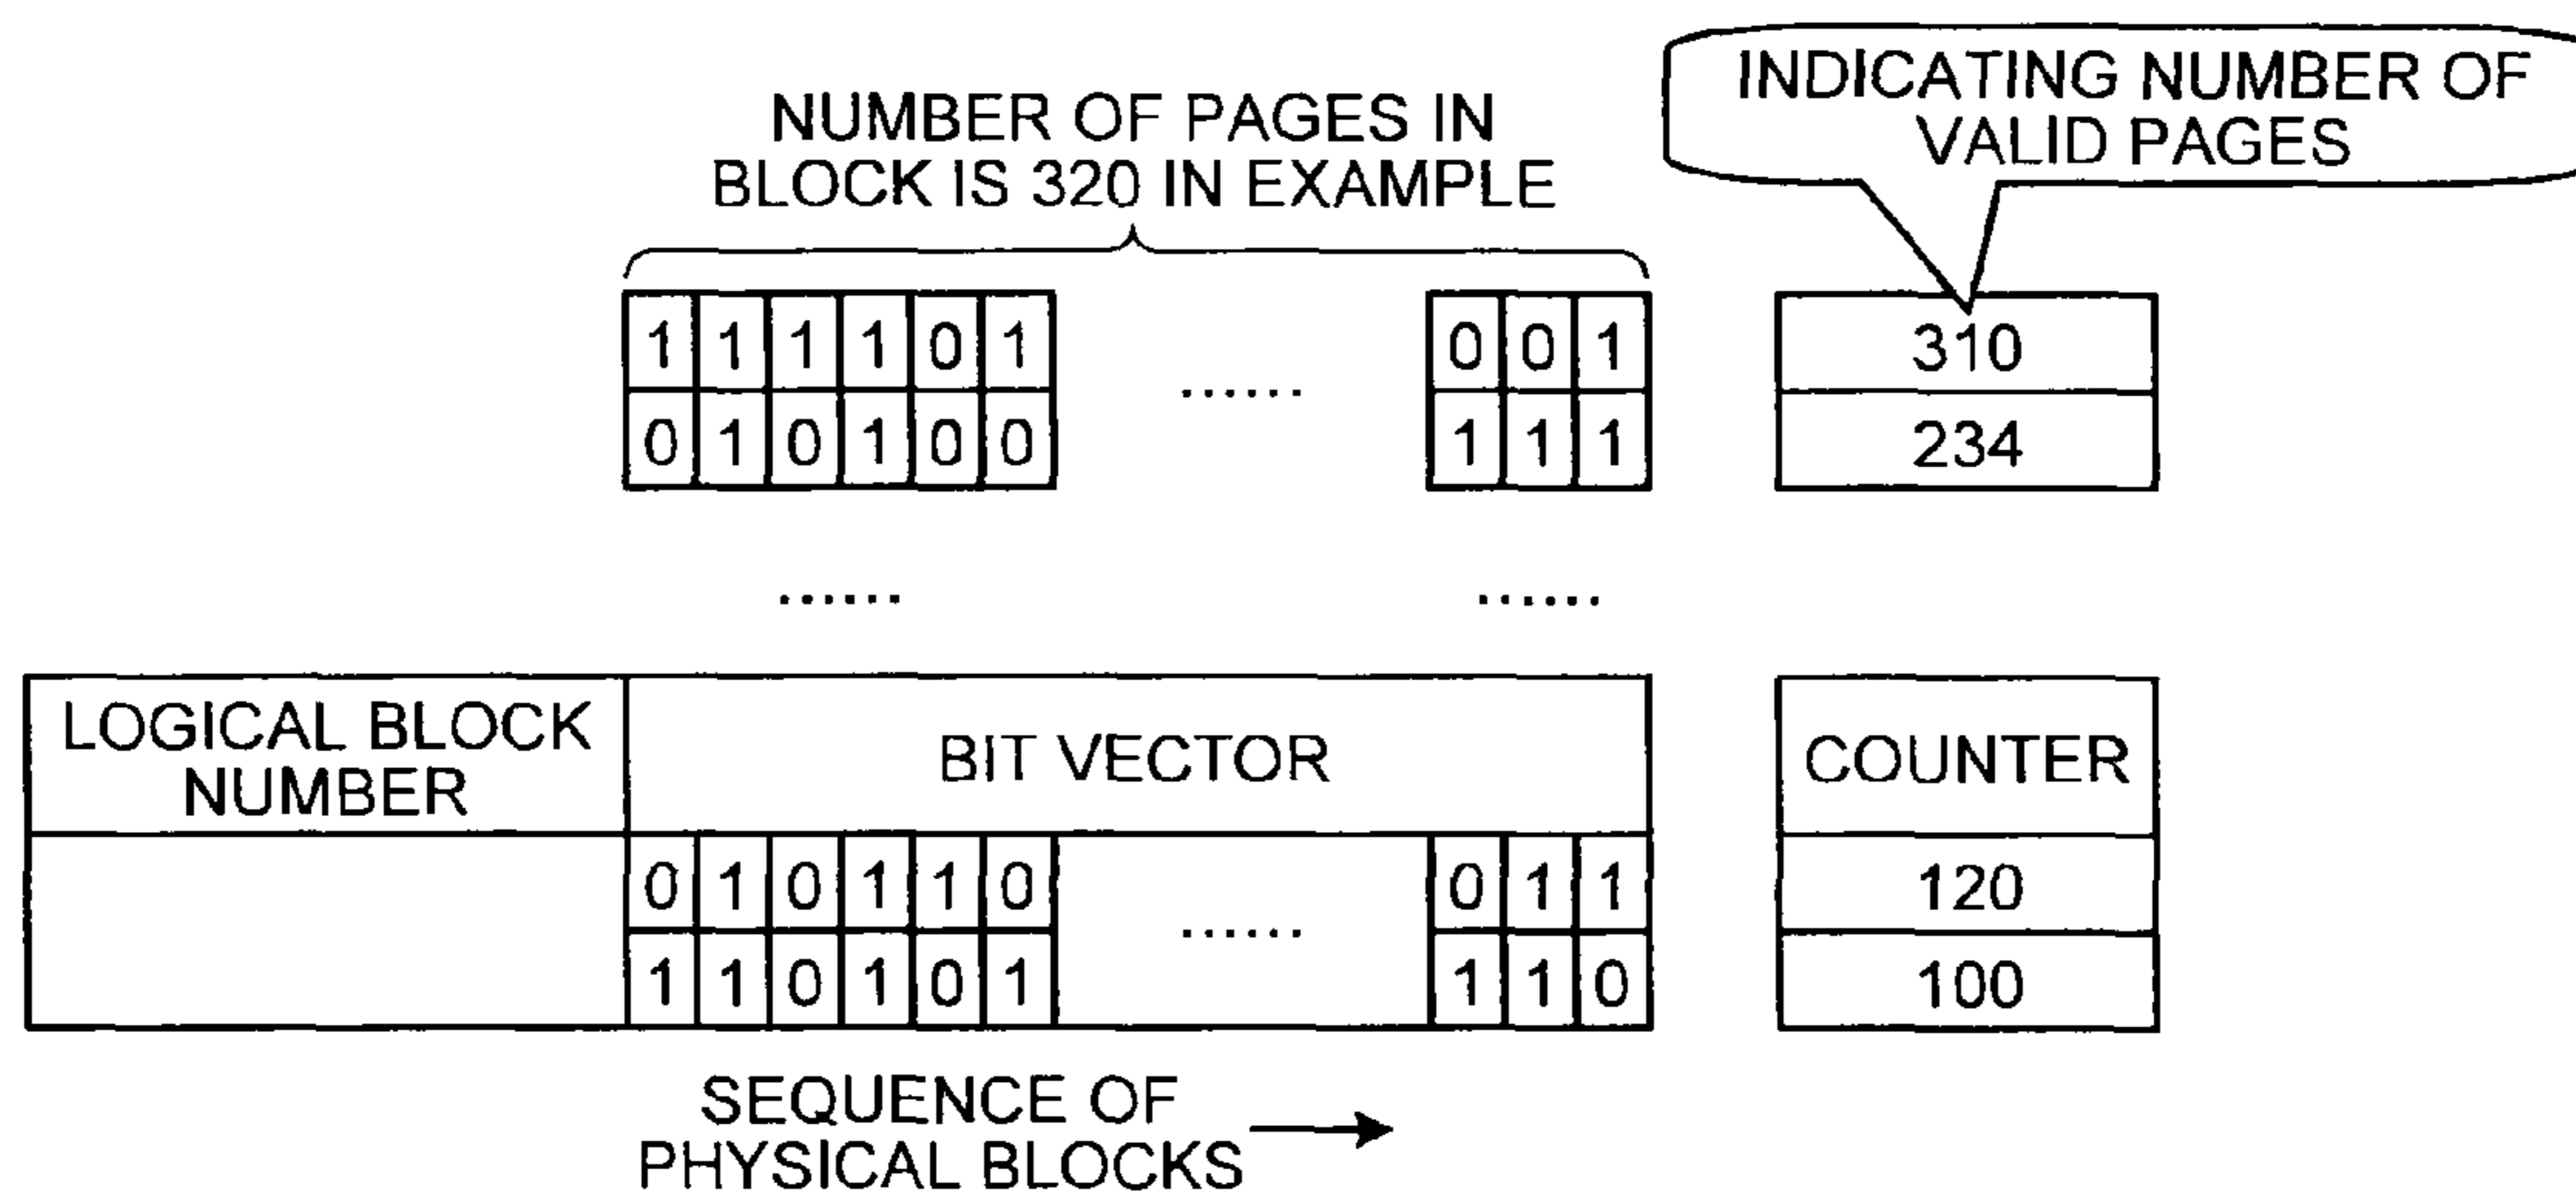 INDICATING NUMBER OF
VALID PAGES
NUMBER OF PAGES IN
BLOCK IS 320 IN EXAMPLE
1 1 1 1 0 1 ...... 0 0 1 310
0 1 0 1 0 0 1 1 1 234
...... ......
LOGICAL BLOCK
NUMBER
BIT VECTOR
COUNTER
0 1 0 1 1 0 ...... 0 1 1 120
1 1 0 1 0 1 1 1 0 100
SEQUENCE OF
PHYSICAL BLOCKS